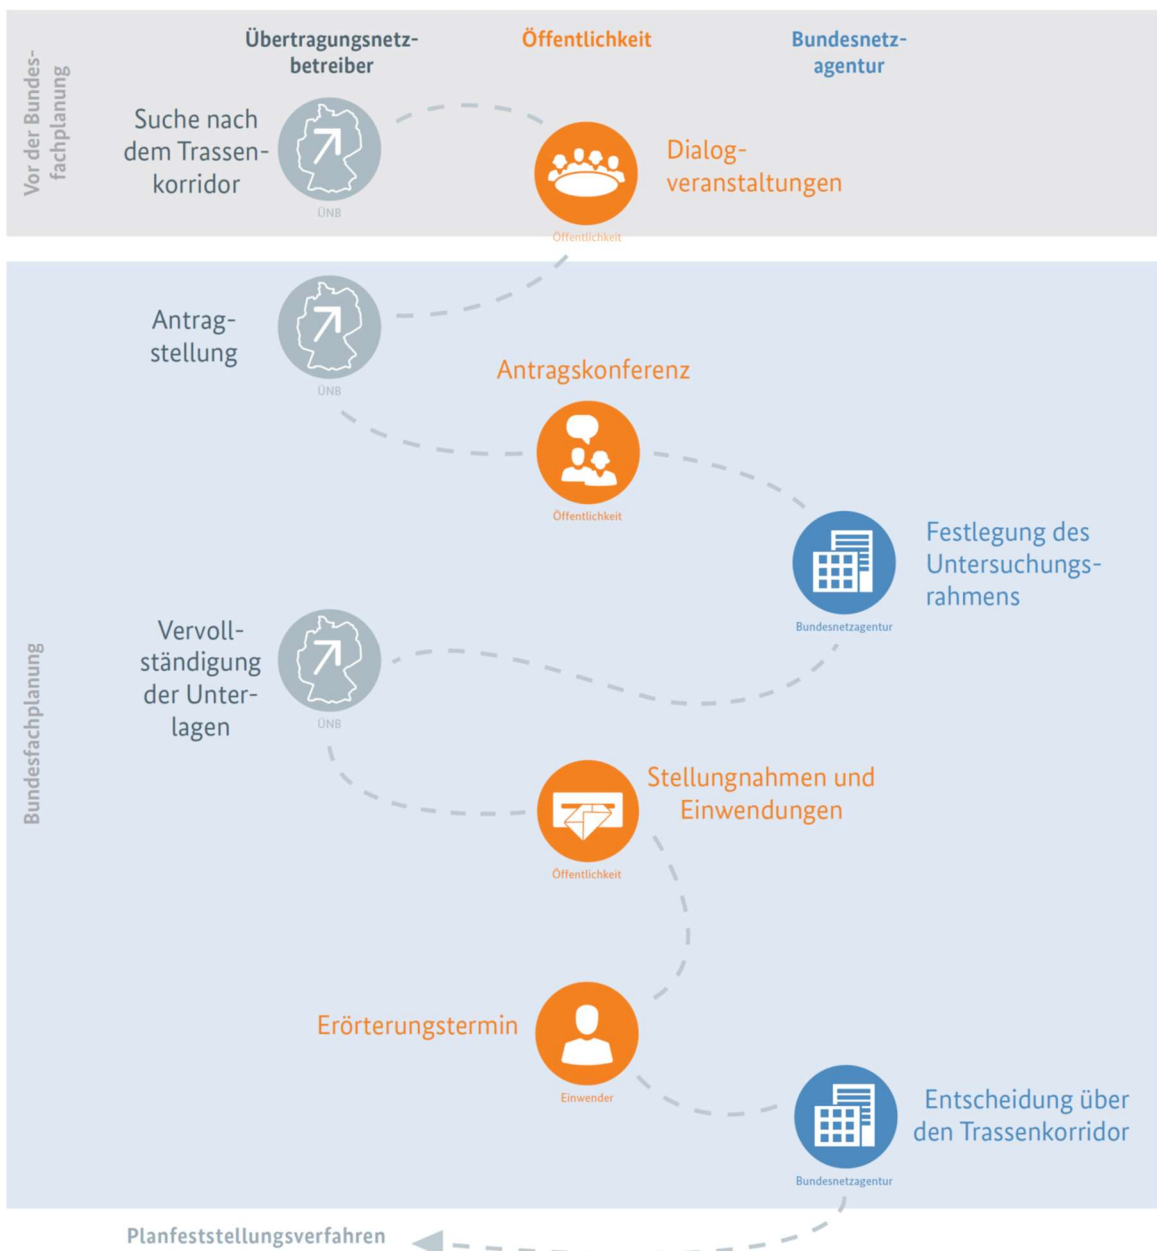 Übertragungsnetz-
betreiber
Öffentlichkeit
Bundesnetz-
agentur
Vor der Bundes-
fachplanung
Suche nach
dem Trassen-
korridor
ÜNB
Dialog-
veranstaltungen
Öffentlichkeit
Bundesfachplanung
Antrag-
stellung
ÜNB
Antragskonferenz
Öffentlichkeit
Festlegung des
Untersuchungs-
rahmens
Bundesnetzagentur
Vervoll-
ständigung
der Unter-
lagen
ÜNB
Stellungnahmen und
Einwendungen
Öffentlichkeit
Erörterungstermin
Einwender
Entscheidung über
den Trassenkorridor
Bundesnetzagentur
Planfeststellungsverfahren